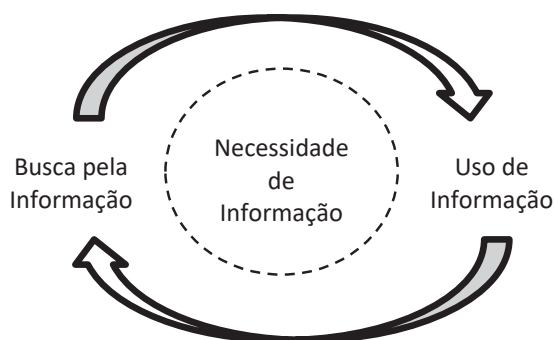 Busca pela
Informação
Necessidade
de
Informação
Uso de
Informação